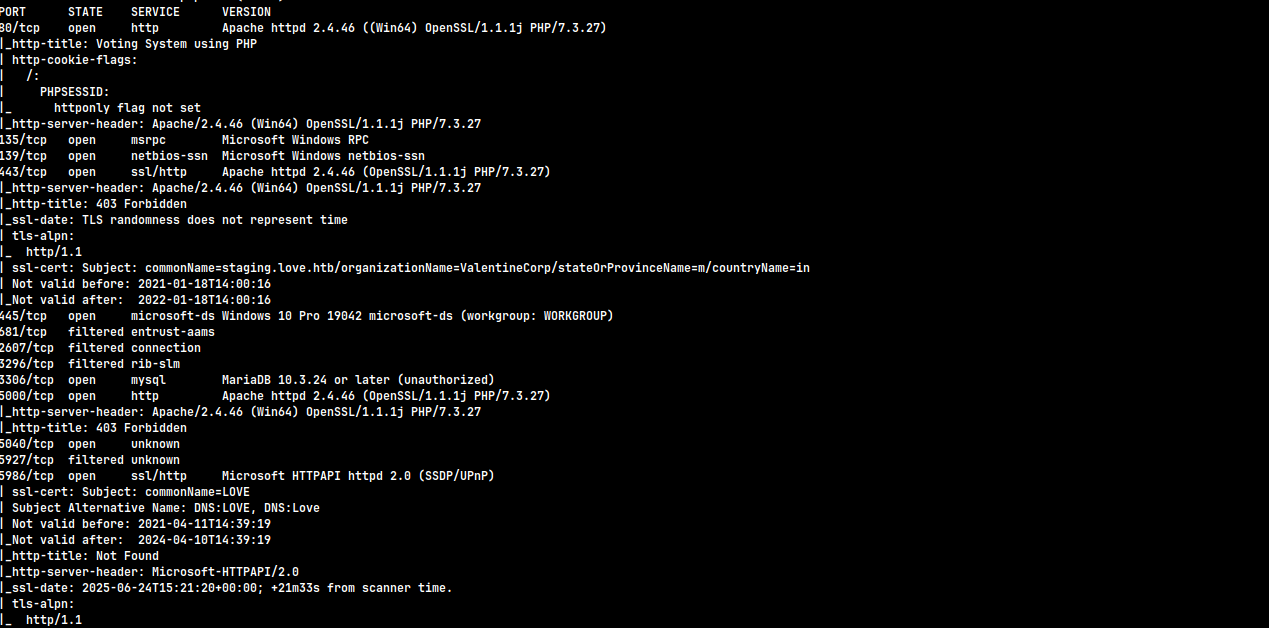 PORT      STATE    SERVICE      VERSION
80/tcp    open     http         Apache httpd 2.4.46 ((Win64) OpenSSL/1.1.1j PHP/7.3.27)
|_http-title: Voting System using PHP
| http-cookie-flags:
|   /:
|     PHPSESSID:
|_      httponly flag not set
|_http-server-header: Apache/2.4.46 (Win64) OpenSSL/1.1.1j PHP/7.3.27
135/tcp   open     msrpc        Microsoft Windows RPC
139/tcp   open     netbios-ssn  Microsoft Windows netbios-ssn
443/tcp   open     ssl/http     Apache httpd 2.4.46 (OpenSSL/1.1.1j PHP/7.3.27)
|_http-server-header: Apache/2.4.46 (Win64) OpenSSL/1.1.1j PHP/7.3.27
|_http-title: 403 Forbidden
|_ssl-date: TLS randomness does not represent time
| tls-alpn:
|_  http/1.1
| ssl-cert: Subject: commonName=staging.love.htb/organizationName=ValentineCorp/stateOrProvinceName=m/countryName=in
| Not valid before: 2021-01-18T14:00:16
|_Not valid after:  2022-01-18T14:00:16
445/tcp   open     microsoft-ds Windows 10 Pro 19042 microsoft-ds (workgroup: WORKGROUP)
681/tcp   filtered entrust-aams
2607/tcp  filtered connection
3296/tcp  filtered rib-slm
3306/tcp  open     mysql        MariaDB 10.3.24 or later (unauthorized)
5000/tcp  open     http         Apache httpd 2.4.46 (OpenSSL/1.1.1j PHP/7.3.27)
|_http-server-header: Apache/2.4.46 (Win64) OpenSSL/1.1.1j PHP/7.3.27
|_http-title: 403 Forbidden
5040/tcp  open     unknown
5927/tcp  filtered unknown
5986/tcp  open     ssl/http     Microsoft HTTPAPI httpd 2.0 (SSDP/UPnP)
| ssl-cert: Subject: commonName=LOVE
| Subject Alternative Name: DNS:LOVE, DNS:Love
| Not valid before: 2021-04-11T14:39:19
|_Not valid after:  2024-04-10T14:39:19
|_http-title: Not Found
|_http-server-header: Microsoft-HTTPAPI/2.0
|_ssl-date: 2025-06-24T15:21:20+00:00; +21m33s from scanner time.
| tls-alpn:
|_  http/1.1